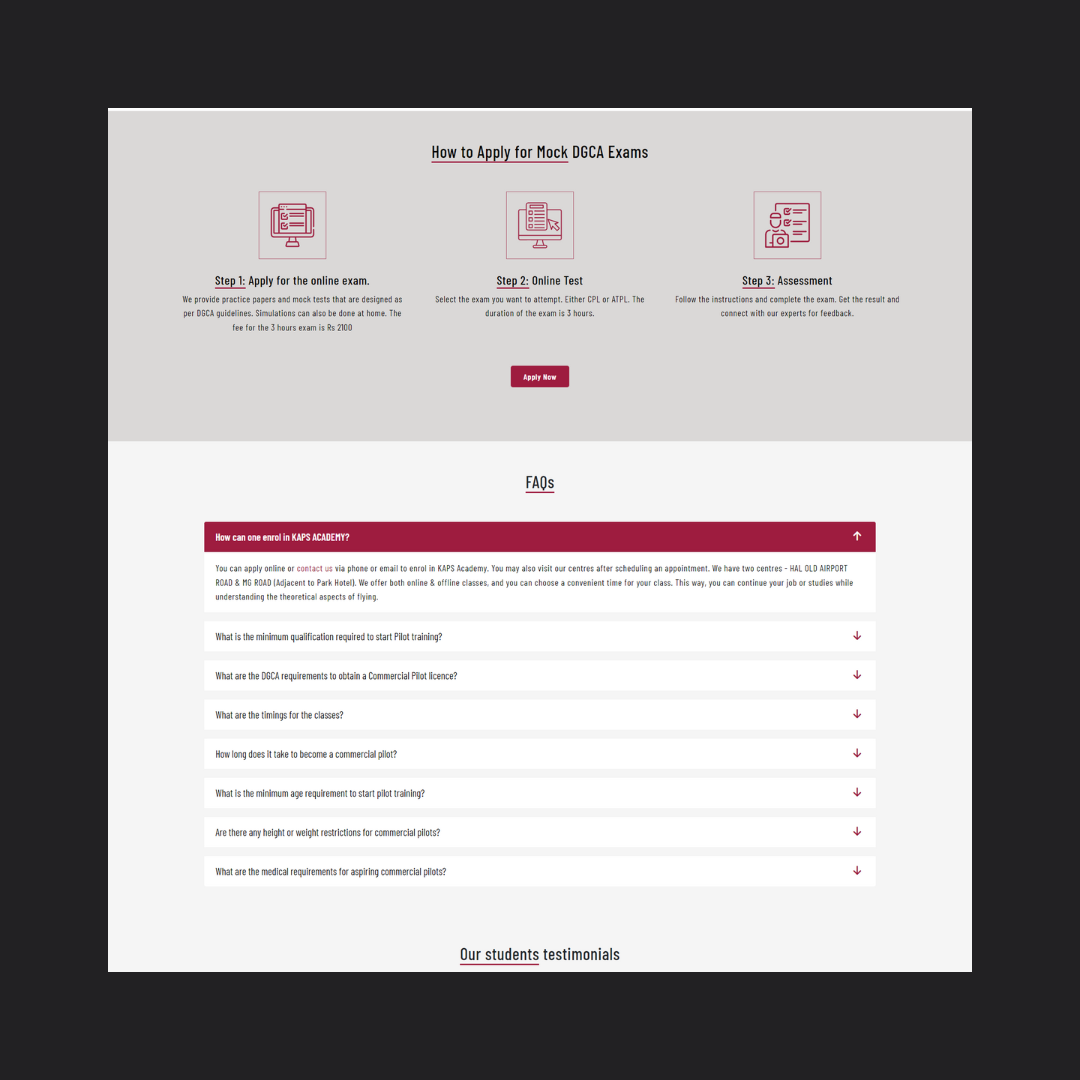 How to Apply for Mock DGCA Exams
Step 1: Apply for the online exam.
We provide practice papers and mock tests that are designed as
per DGCA guidelines. Simulations can also be done at home. The
fee for the 3 hours exam is Rs 2100
Step 2: Online Test
Select the exam you want to attempt. Either CPL or ATPL. The
duration of the exam is 3 hours.
Step 3: Assessment
Follow the instructions and complete the exam. Get the result and
connect with our experts for feedback.
Apply Now
FAQs
How can one enrol in KAPS ACADEMY?
You can apply online or contact us via phone or email to enrol in KAPS Academy. You may also visit our centres after scheduling an appointment. We have two centres - HAL OLD AIRPORT
ROAD & MG ROAD (Adjacent to Park Hotel). We offer both online & offline classes, and you can choose a convenient time for your class. This way, you can continue your job or studies while
understanding the theoretical aspects of flying.
What is the minimum qualification required to start Pilot training?
What are the DGCA requirements to obtain a Commercial Pilot licence?
What are the timings for the classes?
How long does it take to become a commercial pilot?
What is the minimum age requirement to start pilot training?
Are there any height or weight restrictions for commercial pilots?
What are the medical requirements for aspiring commercial pilots?
Our students testimonials